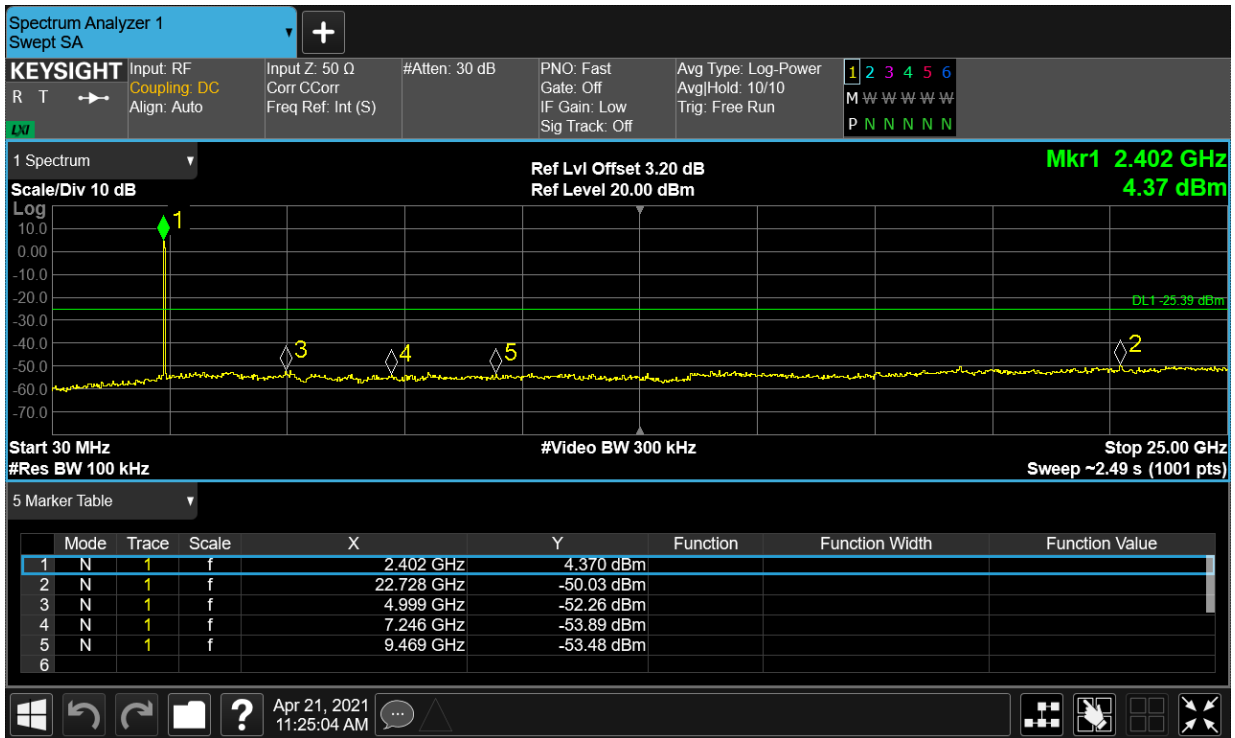 Spectrum Analyzer 1
Swept SA
KEYSIGHT
R T
LXI
Input: RF
Coupling: DC
Align: Auto
Input Z: 50 Ω
Corr CCorr
Freq Ref: Int (S)
#Atten: 30 dB
PNO: Fast
Gate: Off
IF Gain: Low
Sig Track: Off
Avg Type: Log-Power
Avg|Hold: 10/10
Trig: Free Run
1 2 3 4 5 6
M W W W W W
P N N N N N
1 Spectrum
Scale/Div 10 dB
Ref Lvl Offset 3.20 dB
Ref Level 20.00 dBm
Mkr1 2.402 GHz
4.37 dBm
Log
10.0
0.00
-10.0
-20.0
-30.0
-40.0
-50.0
-60.0
-70.0
1
3
4
5
2
DL1 -25.39 dBm
Start 30 MHz
#Video BW 300 kHz
Stop 25.00 GHz
#Res BW 100 kHz
Sweep ~2.49 s (1001 pts)
5 Marker Table
Mode Trace Scale X Y Function Function Width Function Value
1 N 1 f 2.402 GHz 4.370 dBm
2 N 1 f 22.728 GHz -50.03 dBm
3 N 1 f 4.999 GHz -52.26 dBm
4 N 1 f 7.246 GHz -53.89 dBm
5 N 1 f 9.469 GHz -53.48 dBm
6
?
Apr 21, 2021
11:25:04 AM